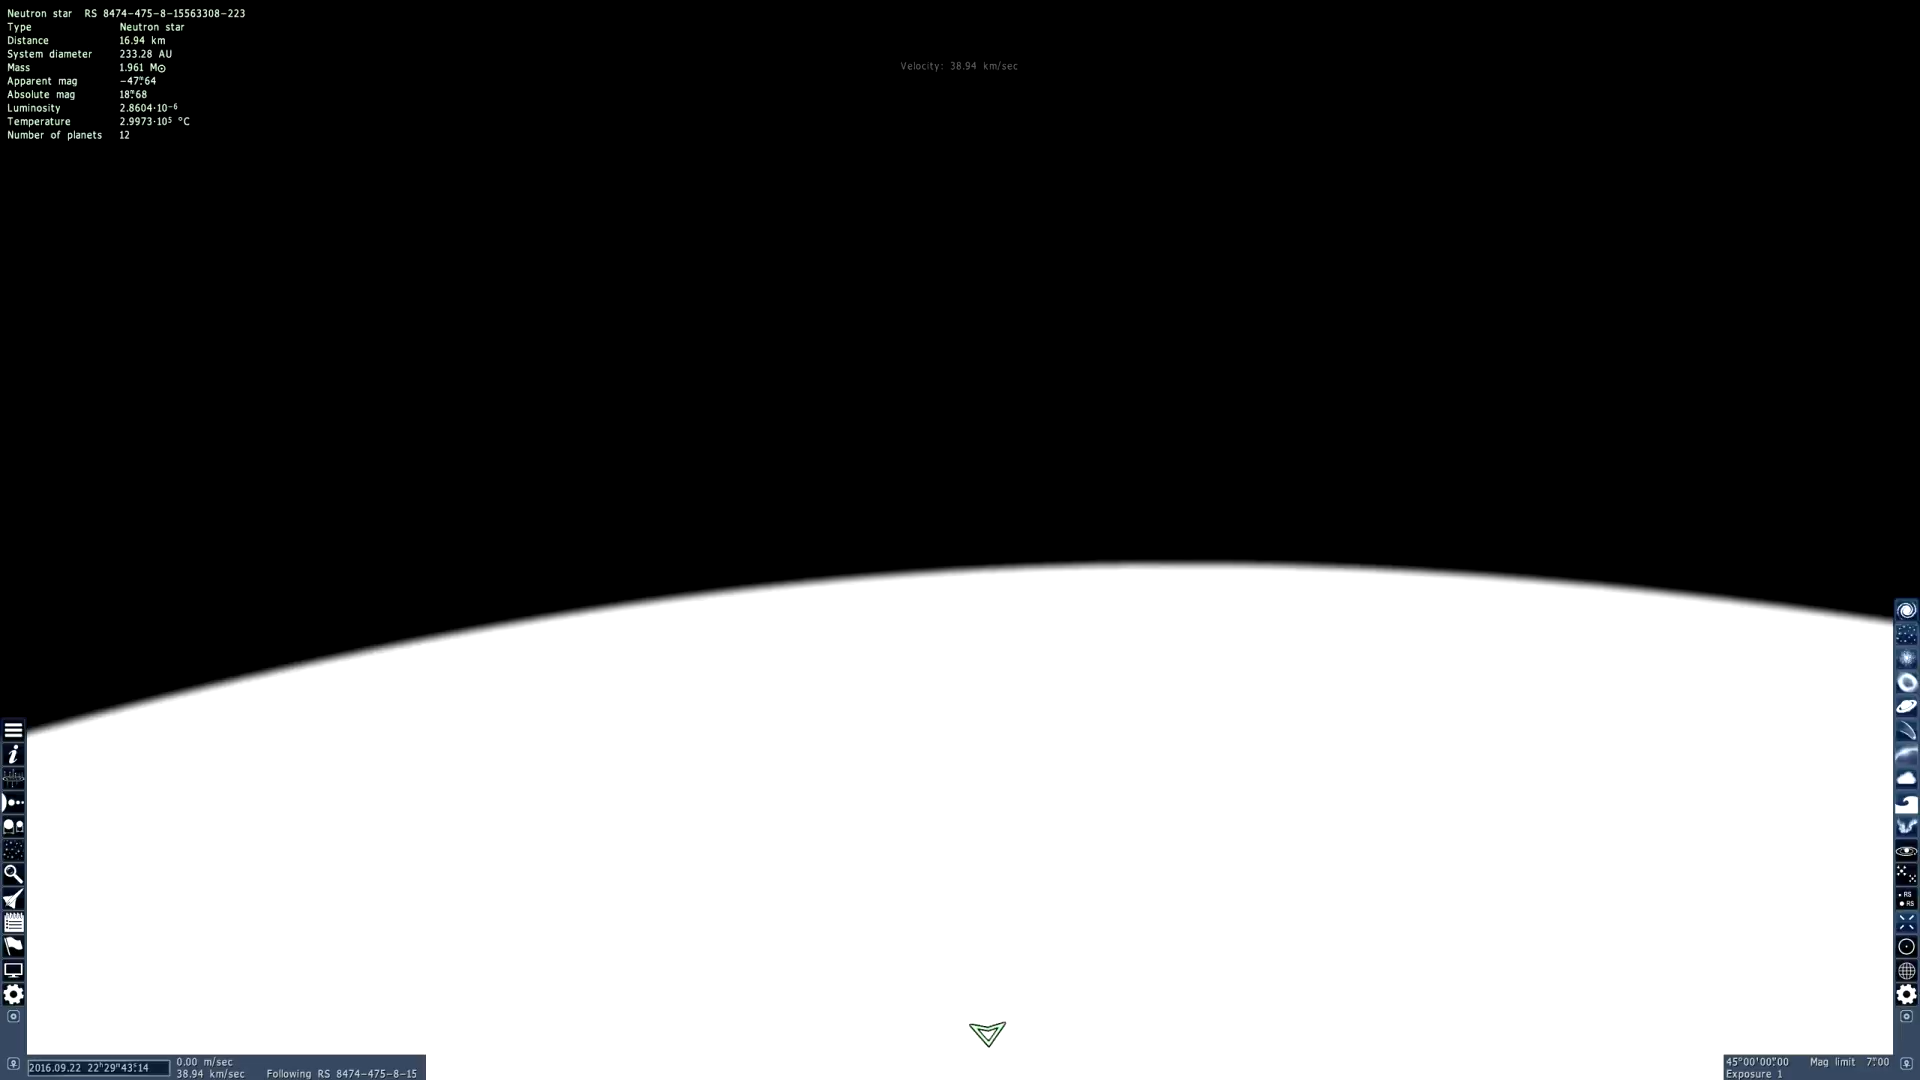 Neutron star RS 8474-475-8-15563308-223
Type Neutron star
Distance 16.94 km
System diameter 233.28 AU
Mass 1.961 M☉
Apparent mag −47ᵐ64
Absolute mag 18ᵐ68
Luminosity 2.8604·10⁻⁶
Temperature 2.9973·10⁵ °C
Number of planets 12
Velocity: 38.94 km/sec
RS
RS
2016.09.22 22ʰ29ᵐ43ˢ14
0.00 m/sec
38.94 km/sec Following RS 8474-475-8-15
45°00'00"00 Mag limit 7ᵐ00
Exposure 1